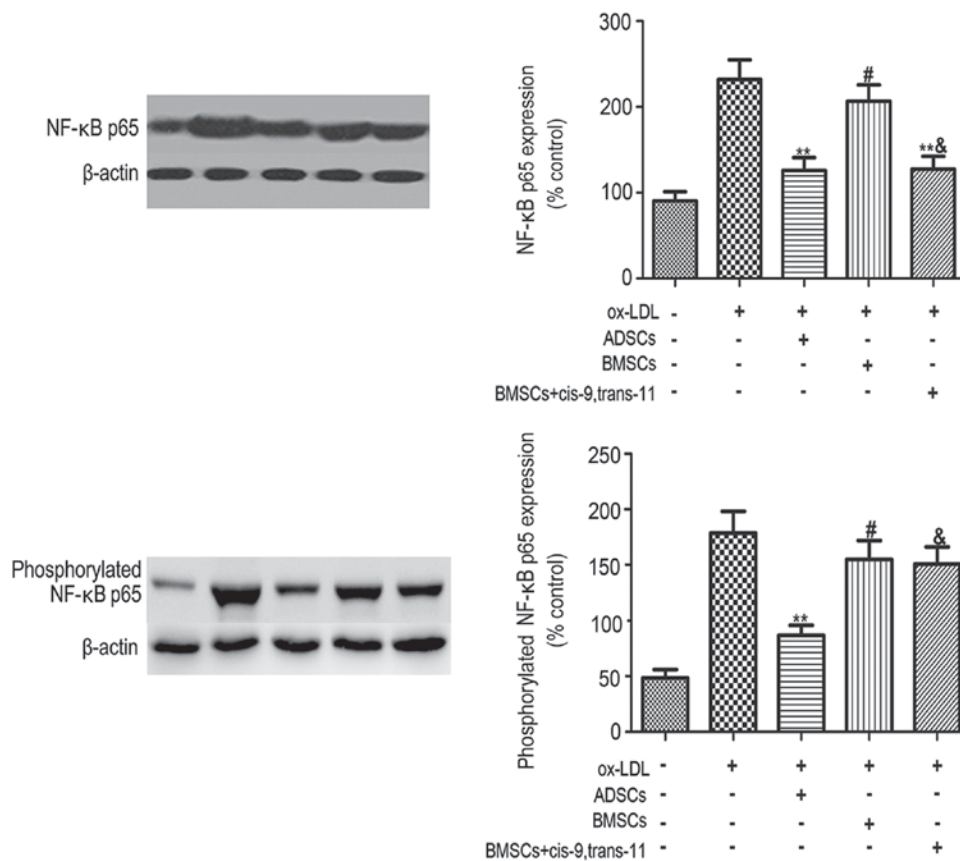 NF-κB p65
β-actin
NF-κB p65 expression
(% control)
300
200
100
0
**
#
**&
ox-LDL - + + + +
ADSCs - - + - -
BMSCs - - - + -
BMSCs+cis-9,trans-11 - - - - +
Phosphorylated
NF-κB p65
β-actin
Phosphorylated NF-κB p65 expression
(% control)
250
200
150
100
50
0
**
#
&
ox-LDL - + + + +
ADSCs - - + - -
BMSCs - - - + -
BMSCs+cis-9,trans-11 - - - - +